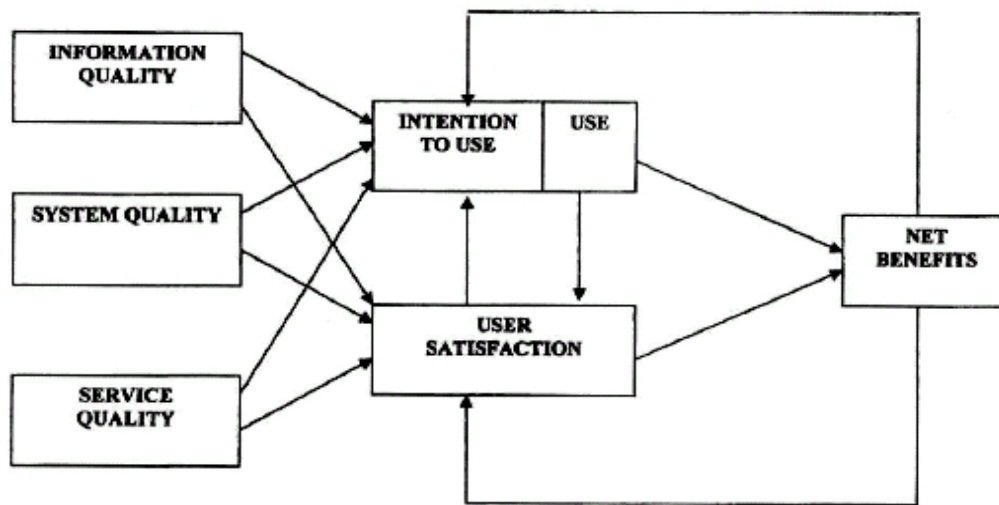 INFORMATION
QUALITY
INTENTION
TO USE
USE
SYSTEM QUALITY
NET
BENEFITS
USER
SATISFACTION
SERVICE
QUALITY